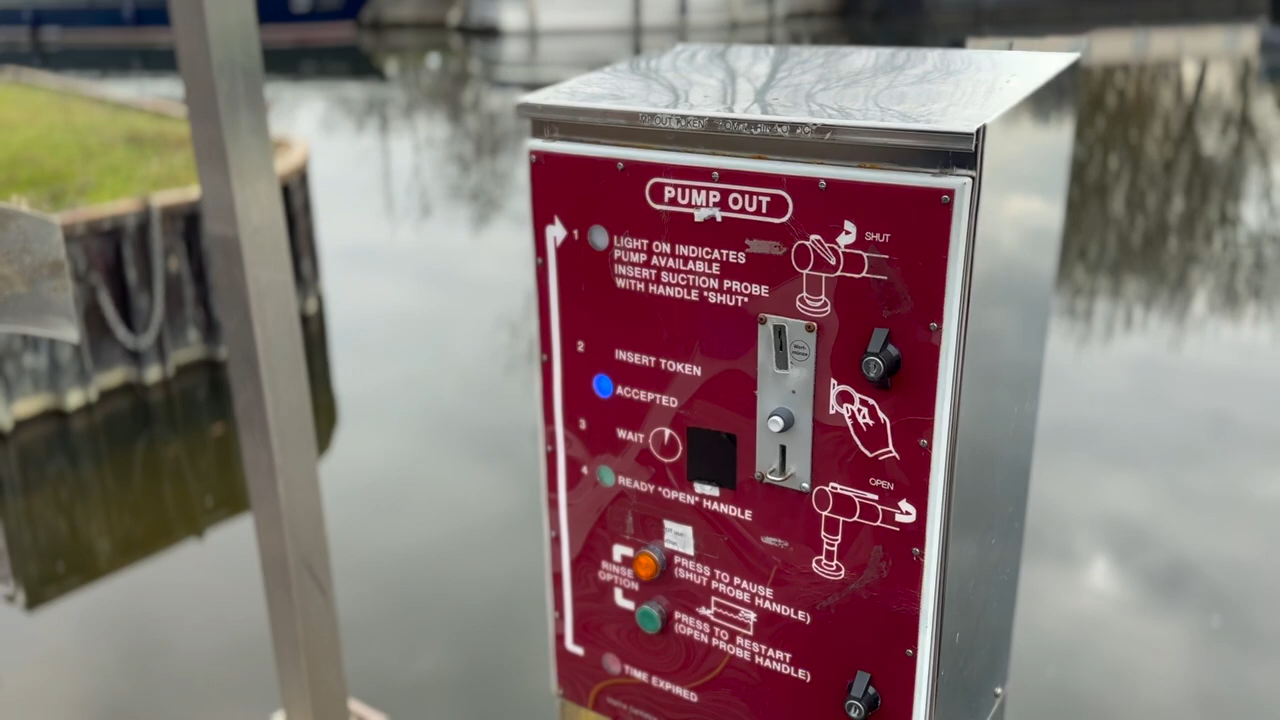 PUMP OUT
SHUT
1
LIGHT ON INDICATES
PUMP AVAILABLE
INSERT SUCTION PROBE
WITH HANDLE "SHUT"
2
INSERT TOKEN
ACCEPTED
3
WAIT
4
READY "OPEN" HANDLE
OPEN
RINSE
OPTION
PRESS TO PAUSE
(SHUT PROBE HANDLE)
PRESS TO RESTART
(OPEN PROBE HANDLE)
TIME EXPIRED